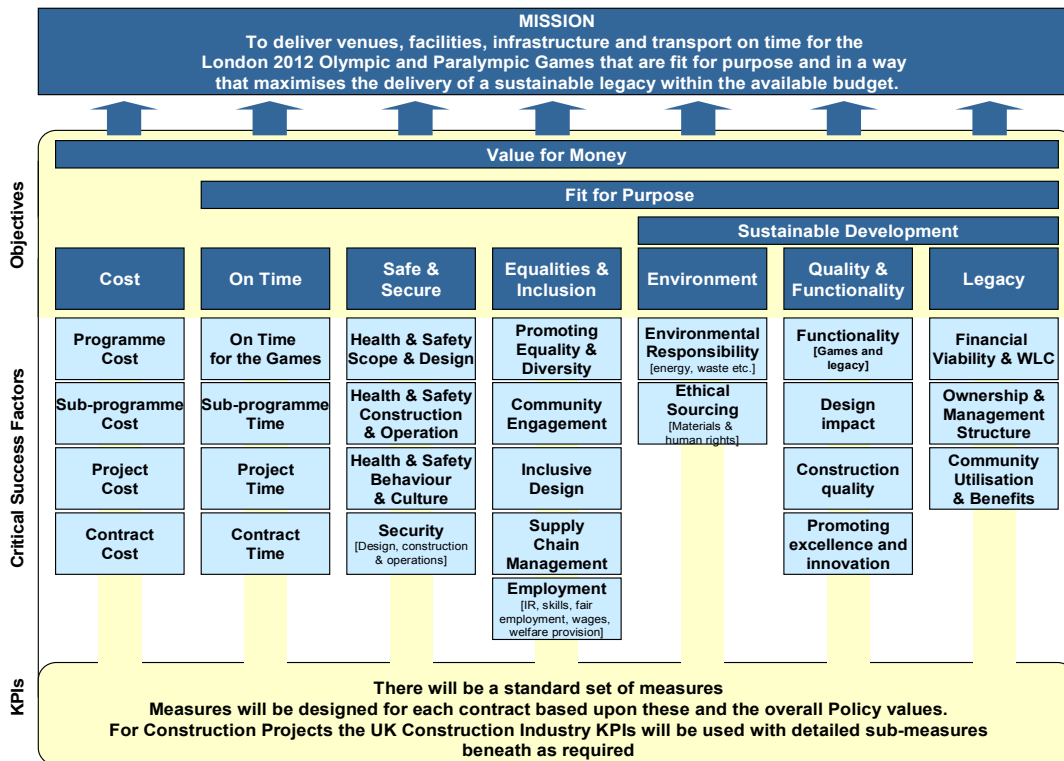 MISSION
To deliver venues, facilities, infrastructure and transport on time for the
London 2012 Olympic and Paralympic Games that are fit for purpose and in a way
that maximises the delivery of a sustainable legacy within the available budget.
Objectives
Value for Money
Fit for Purpose
Sustainable Development
Cost
On Time
Safe &
Secure
Equalities &
Inclusion
Environment
Quality &
Functionality
Legacy
Critical Success Factors
Programme
Cost
Sub-programme
Cost
Project
Cost
Contract
Cost
On Time
for the Games
Sub-programme
Time
Project
Time
Contract
Time
Health & Safety
Scope & Design
Health & Safety
Construction
& Operation
Health & Safety
Behaviour
& Culture
Security
[Design, construction
& operations]
Promoting
Equality &
Diversity
Community
Engagement
Inclusive
Design
Supply
Chain
Management
Employment
[IR, skills, fair
employment, wages,
welfare provision]
Environmental
Responsibility
[energy, waste etc.]
Ethical
Sourcing
[Materials &
human rights]
Functionality
[Games and
legacy]
Design
impact
Construction
quality
Promoting
excellence and
innovation
Financial
Viability & WLC
Ownership &
Management
Structure
Community
Utilisation
& Benefits
KPIs
There will be a standard set of measures
Measures will be designed for each contract based upon these and the overall Policy values.
For Construction Projects the UK Construction Industry KPIs will be used with detailed sub-measures
beneath as required